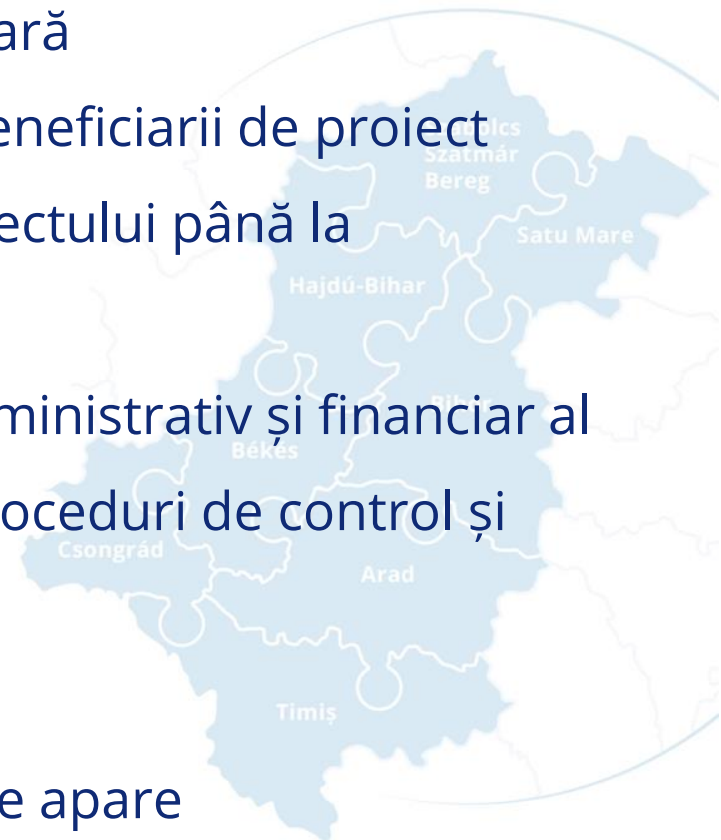 ară
eneficiarii de proiect
Szatmár
Bereg
ectului până la
Satu Mare
Hajdú-Bihar
ministrativ și financiar al
Békés
oceduri de control și
Csongrád
Arad
Timiș
e apare